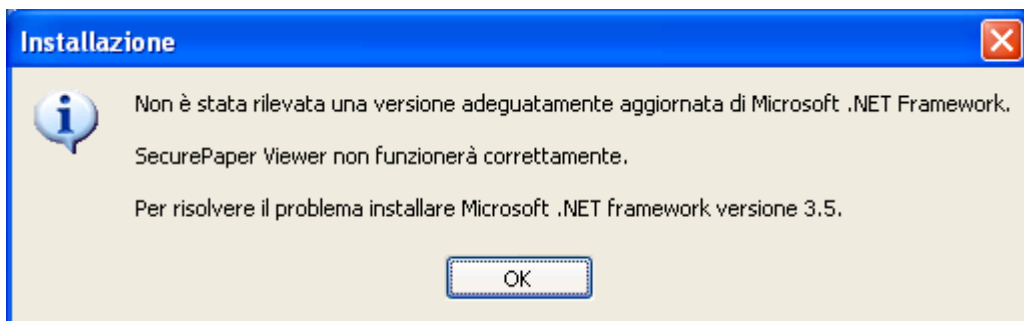 Installazione
Non è stata rilevata una versione adeguatamente aggiornata di Microsoft .NET Framework.
SecurePaper Viewer non funzionerà correttamente.
Per risolvere il problema installare Microsoft .NET framework versione 3.5.
OK